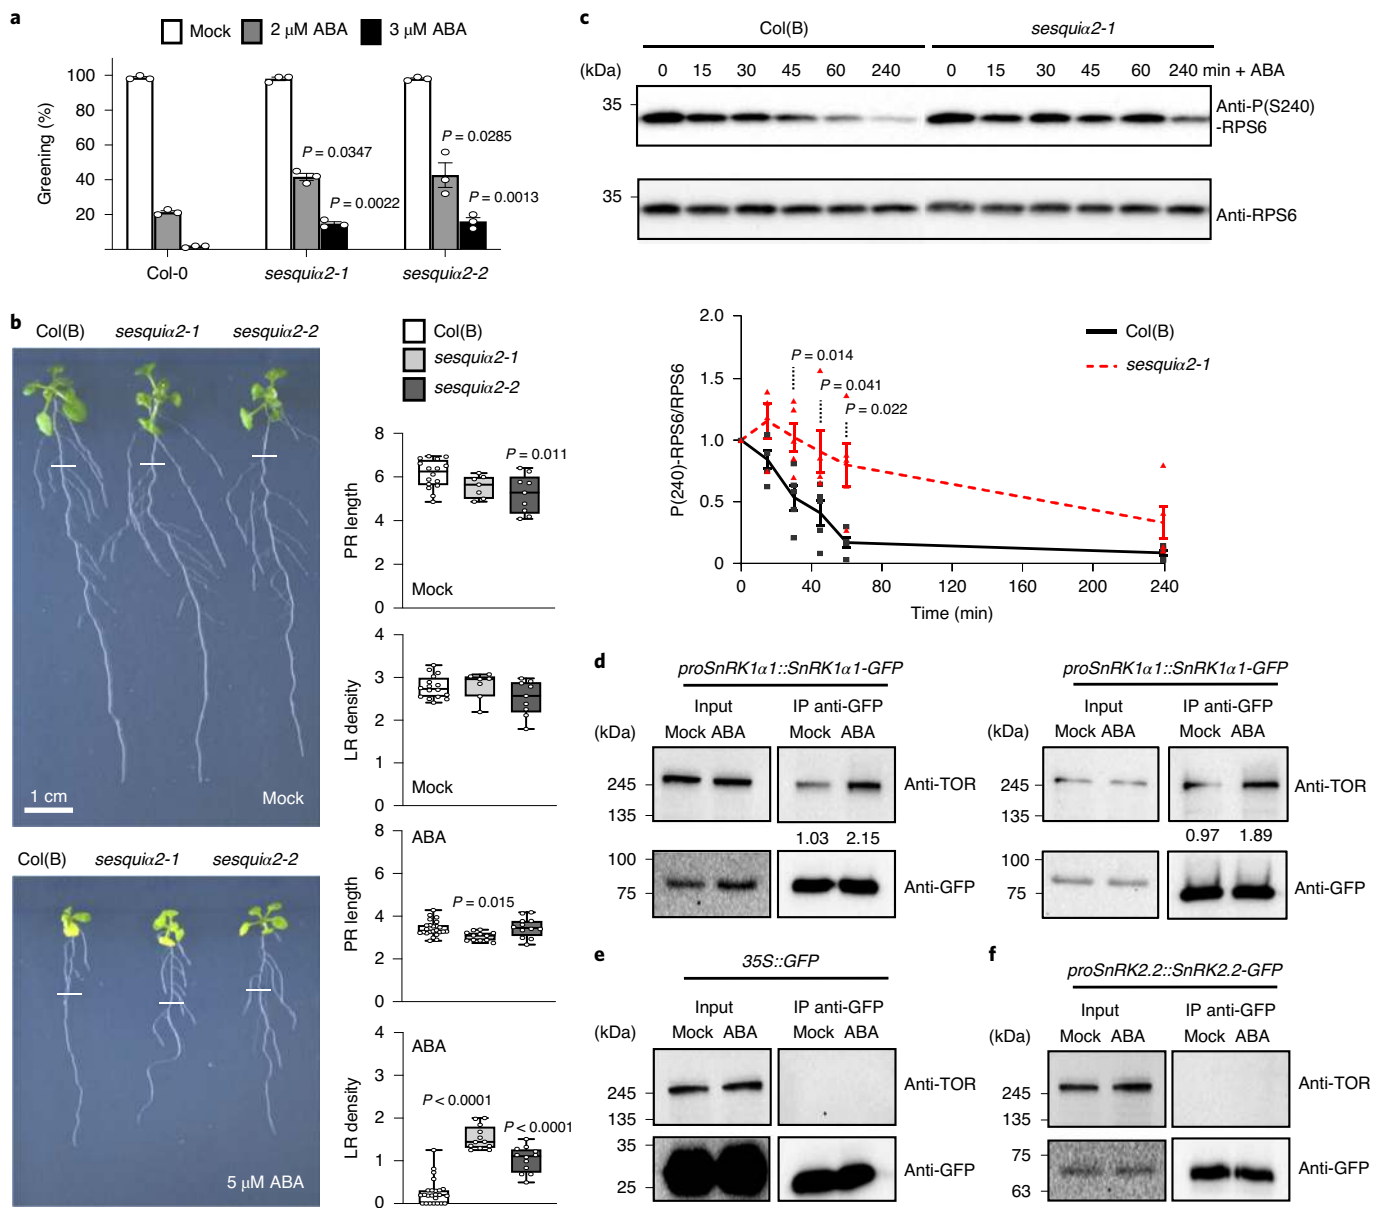 a
Mock 2 μM ABA 3 μM ABA
Greening (%)
100
80
60
40
20
P = 0.0347
P = 0.0022
P = 0.0285
P = 0.0013
Col-0 sesquiα2-1 sesquiα2-2
b
Col(B) sesquiα2-1 sesquiα2-2
1 cm
Mock
Col(B) sesquiα2-1 sesquiα2-2
5 μM ABA
Col(B)
sesquiα2-1
sesquiα2-2
PR length
8
6
4
2
0
P = 0.011
Mock
LR density
4
3
2
1
0
Mock
PR length
8
6
4
2
0
ABA
P = 0.015
LR density
4
3
2
1
0
ABA
P < 0.0001
P < 0.0001
c
Col(B) sesquiα2-1
(kDa) 0 15 30 45 60 240 0 15 30 45 60 240 min + ABA
35
Anti-P(S240)
-RPS6
35
Anti-RPS6
P(240)-RPS6/RPS6
2.0
1.5
1.0
0.5
0
P = 0.014
P = 0.041
P = 0.022
Col(B)
sesquiα2-1
0 40 80 120 160 200 240
Time (min)
d
proSnRK1α1::SnRK1α1-GFP
Input IP anti-GFP
(kDa) Mock ABA Mock ABA
245
135
Anti-TOR
1.03 2.15
100
75
Anti-GFP
proSnRK1α1::SnRK1α1-GFP
Input IP anti-GFP
(kDa) Mock ABA Mock ABA
245
135
Anti-TOR
0.97 1.89
100
75
Anti-GFP
e
35S::GFP
Input IP anti-GFP
(kDa) Mock ABA Mock ABA
245
135
Anti-TOR
35
25
Anti-GFP
f
proSnRK2.2::SnRK2.2-GFP
Input IP anti-GFP
(kDa) Mock ABA Mock ABA
245
135
Anti-TOR
75
63
Anti-GFP